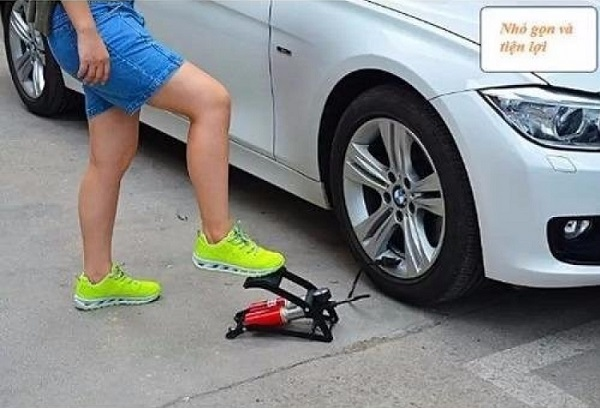 Nhỏ gọn và
tiện lợi